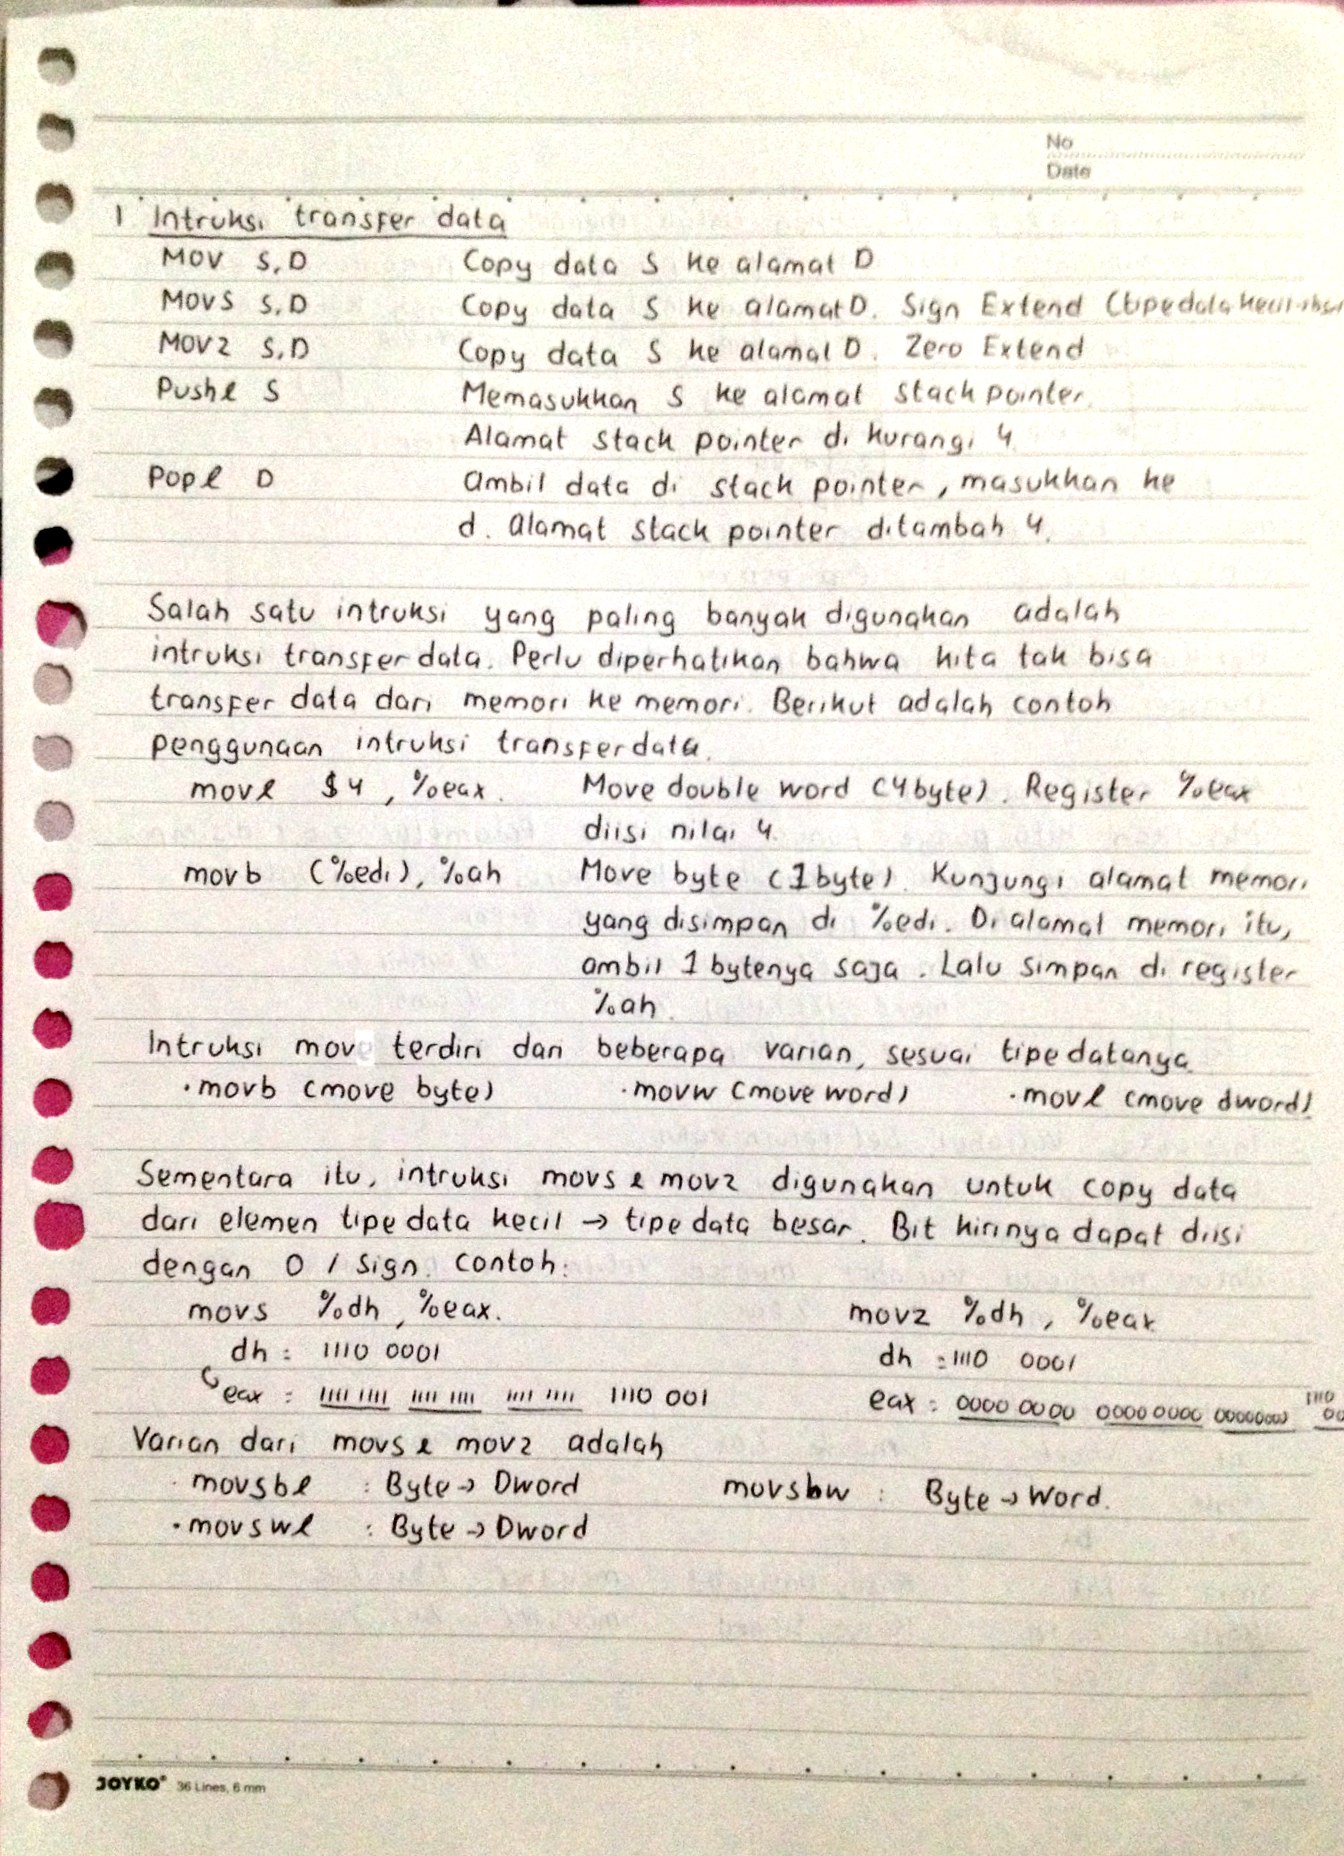 No
Date
1 Intruksi transfer data
Mov S,D Copy data S ke alamat D
Movs S,D Copy data S ke alamat D. Sign Extend (tipe data kecil
Movz S,D Copy data S ke alamat D. Zero Extend
Pushl S Memasukkan S ke alamat stack pointer.
Alamat stack pointer di kurangi 4
Popl D Ambil data di stack pointer, masukkan ke
d. Alamat stack pointer ditambah 4.
Salah satu intruksi yang paling banyak digunakan adalah
intruksi transfer data. Perlu diperhatikan bahwa kita tak bisa
transfer data dari memori ke memori. Berikut adalah contoh
penggunaan intruksi transfer data.
movl $4, %eax. Move double word (4 byte). Register %eax
diisi nilai 4
movb (%edi), %ah Move byte (1 byte). Kunjungi alamat memori
yang disimpan di %edi. Di alamat memori itu,
ambil 1 bytenya saja. Lalu simpan di register
%ah.
Intruksi mov terdiri dari beberapa varian, sesuai tipe datanya
·movb (move byte) ·movw (move word) ·movl (move dword)
Sementara itu, intruksi movs & movz digunakan untuk copy data
dari elemen tipe data kecil → tipe data besar. Bit kirinya dapat diisi
dengan 0 / sign. Contoh:
movs %dh, %eax. movz %dh, %eax
dh : 1110 0001 dh : 1110 0001
eax : 1111 1111 1111 1111 1111 1111 1110 001 eax : 0000 0000 0000 0000 00000000 1110 00
Varian dari movs & movz adalah
· movsbl : Byte → Dword movsbw : Byte → Word.
· movswl : Byte → Dword
JOYKO® 36 Lines, 6 mm